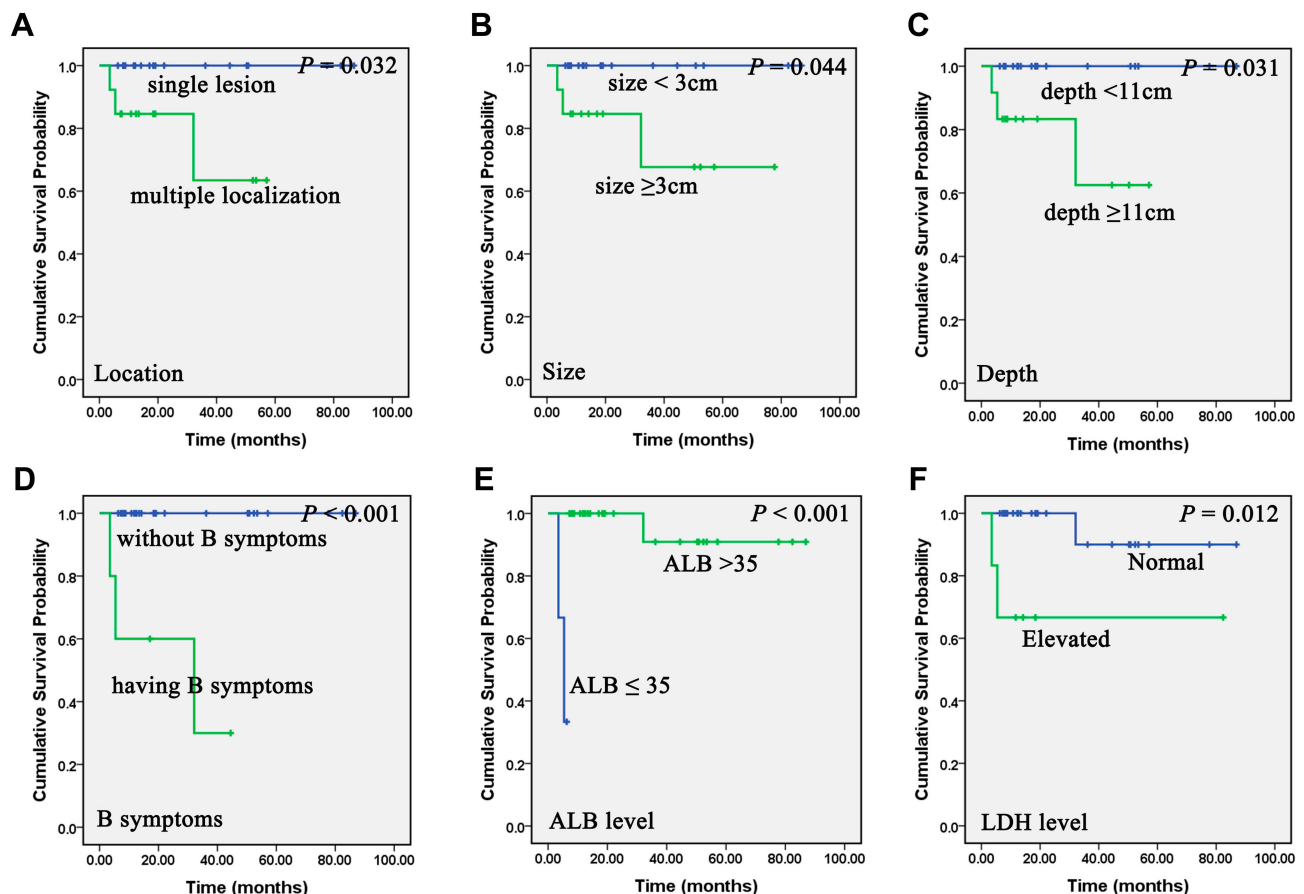 A
Cumulative Survival Probability
1.0
0.8
0.6
0.4
0.2
0.0
P = 0.032
single lesion
multiple localization
Location
0.00 20.00 40.00 60.00 80.00 100.00
Time (months)
B
Cumulative Survival Probability
1.0
0.8
0.6
0.4
0.2
0.0
P = 0.044
size < 3cm
size ≥3cm
Size
0.00 20.00 40.00 60.00 80.00 100.00
Time (months)
C
Cumulative Survival Probability
1.0
0.8
0.6
0.4
0.2
0.0
P = 0.031
depth <11cm
depth ≥11cm
Depth
0.00 20.00 40.00 60.00 80.00 100.00
Time (months)
D
Cumulative Survival Probability
1.0
0.8
0.6
0.4
0.2
0.0
P < 0.001
without B symptoms
having B symptoms
B symptoms
0.00 20.00 40.00 60.00 80.00 100.00
Time (months)
E
Cumulative Survival Probability
1.0
0.8
0.6
0.4
0.2
0.0
P < 0.001
ALB >35
ALB ≤ 35
ALB level
0.00 20.00 40.00 60.00 80.00 100.00
Time (months)
F
Cumulative Survival Probability
1.0
0.8
0.6
0.4
0.2
0.0
P = 0.012
Normal
Elevated
LDH level
0.00 20.00 40.00 60.00 80.00 100.00
Time (months)